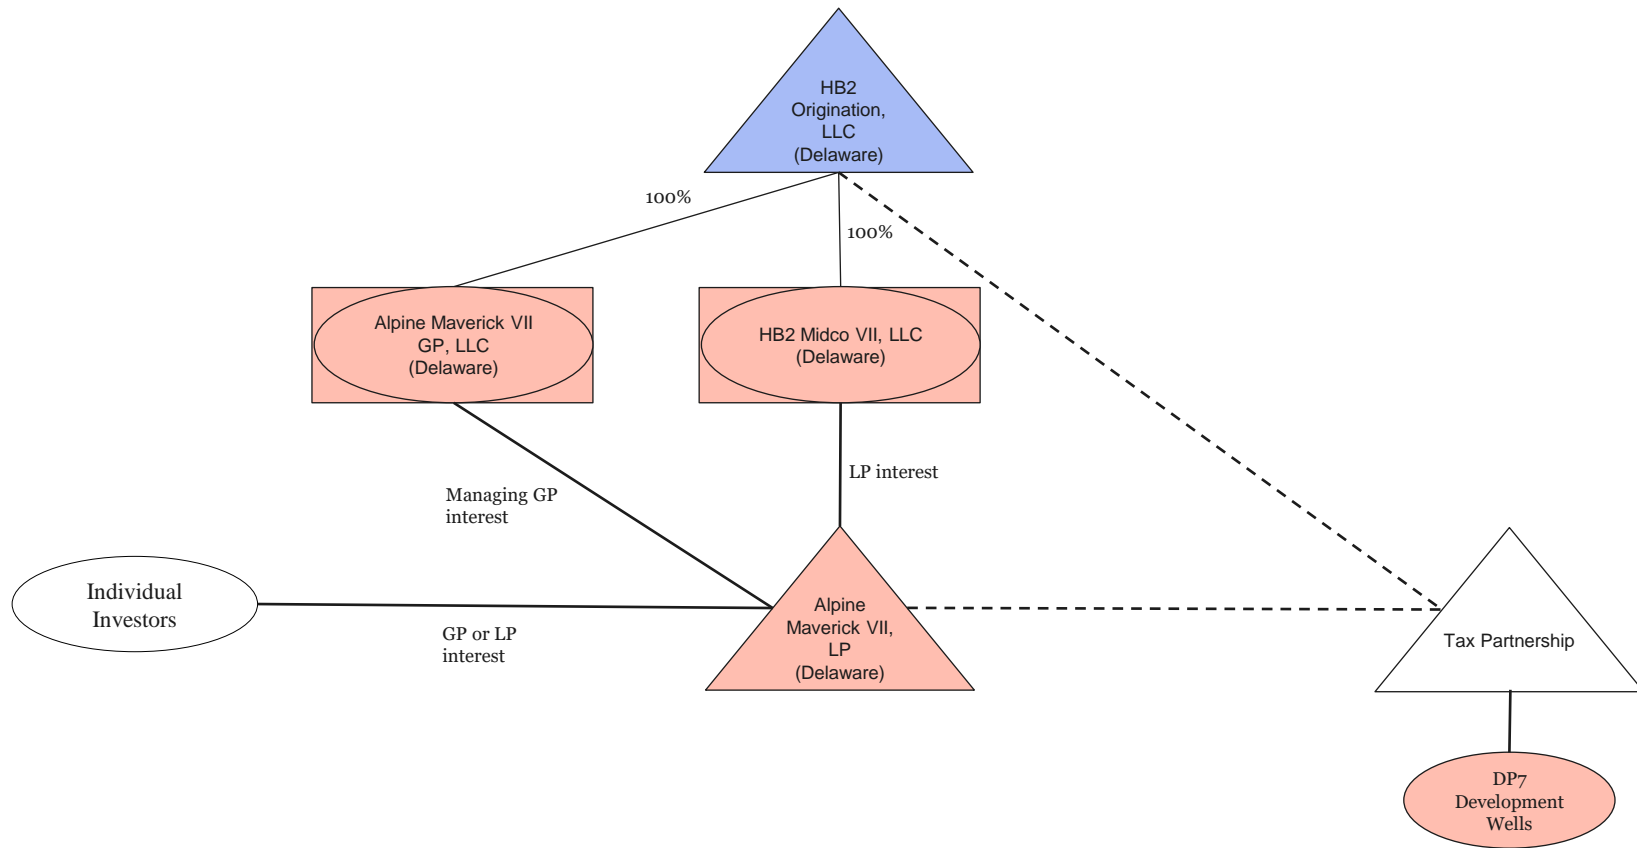 HB2
Origination,
LLC
(Delaware)
100%
100%
Alpine Maverick VII
GP, LLC
(Delaware)
HB2 Midco VII, LLC
(Delaware)
Managing GP
interest
LP interest
Individual
Investors
GP or LP
interest
Alpine
Maverick VII,
LP
(Delaware)
Tax Partnership
DP7
Development
Wells